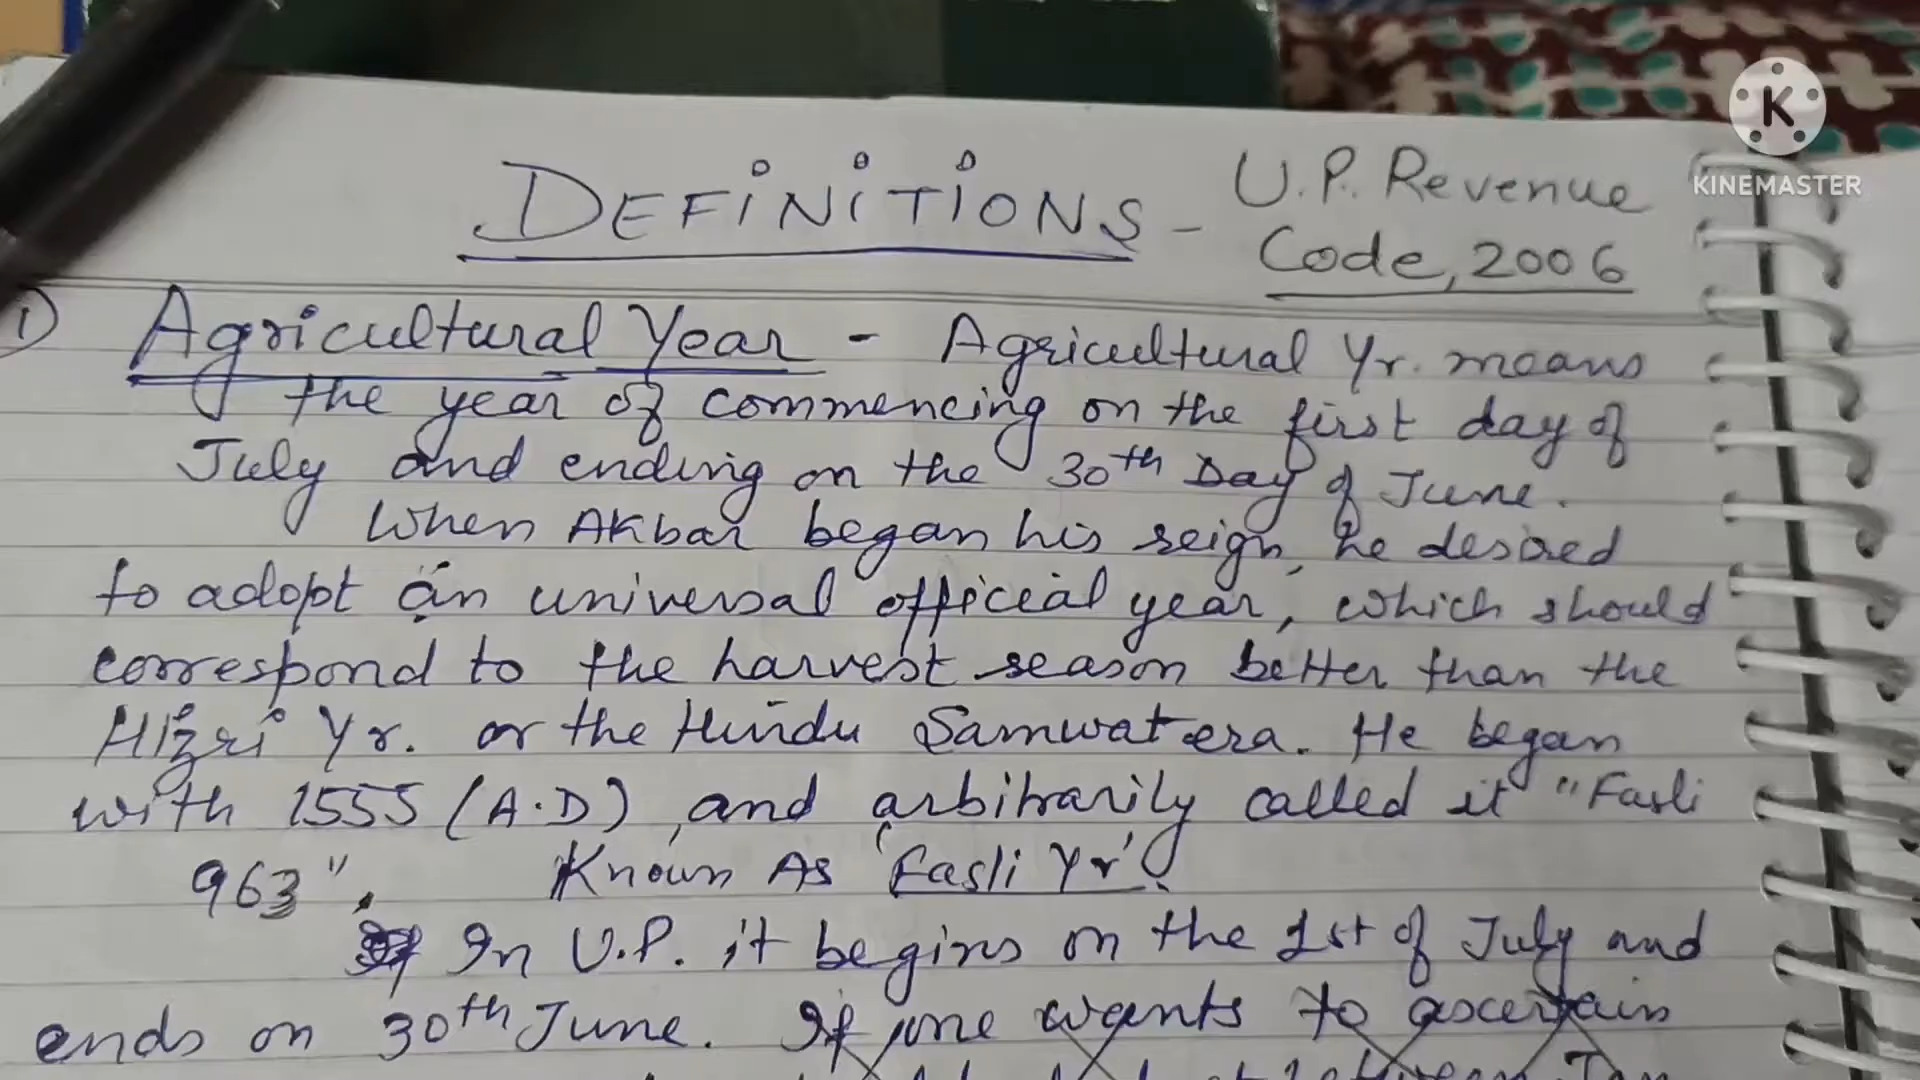 DEFINITIONS - U.P. Revenue
Code, 2006
KINEMASTER
1) Agricultural Year - Agricultural Yr. means
the year of commencing on the first day of
July and ending on the 30th Day of June.
When Akbar began his reign, he desired
to adopt an universal official year, which should
correspond to the harvest season better than the
Hizri Yr. or the Hindu Samwat era. He began
with 1555 (A.D), and arbitrarily called it "Fasli
963". Known As 'Fasli Yr'.
In U.P. it begins on the 1st of July and
ends on 30th June. If one wants to ascertain